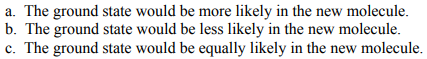 a. The ground state would be more likely in the new molecule.
b. The ground state would be less likely in the new molecule.
c. The ground state would be equally likely in the new molecule.